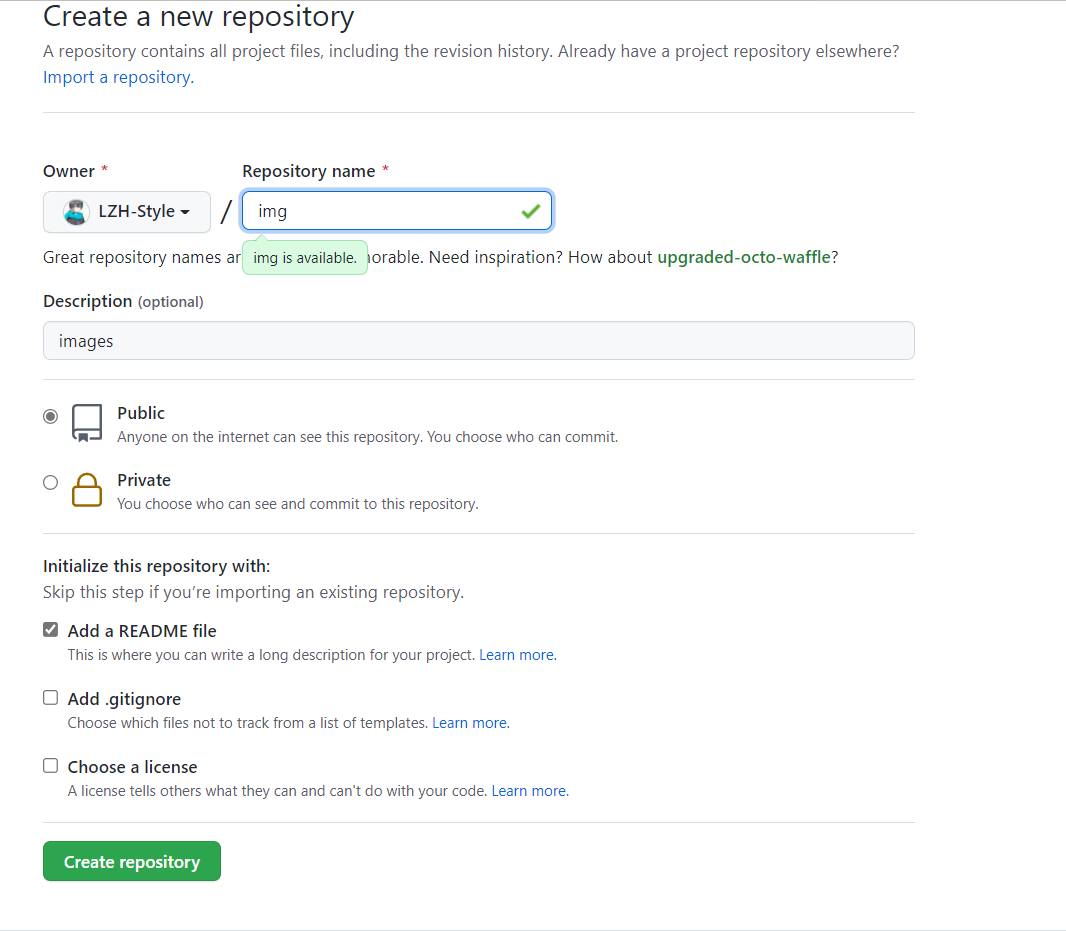 Create a new repository
A repository contains all project files, including the revision history. Already have a project repository elsewhere?
Import a repository.
Owner *
Repository name *
LZH-Style
/
img
Great repository names ar
img is available.
orable. Need inspiration? How about upgraded-octo-waffle?
Description (optional)
images
Public
Anyone on the internet can see this repository. You choose who can commit.
Private
You choose who can see and commit to this repository.
Initialize this repository with:
Skip this step if you’re importing an existing repository.
Add a README file
This is where you can write a long description for your project. Learn more.
Add .gitignore
Choose which files not to track from a list of templates. Learn more.
Choose a license
A license tells others what they can and can't do with your code. Learn more.
Create repository